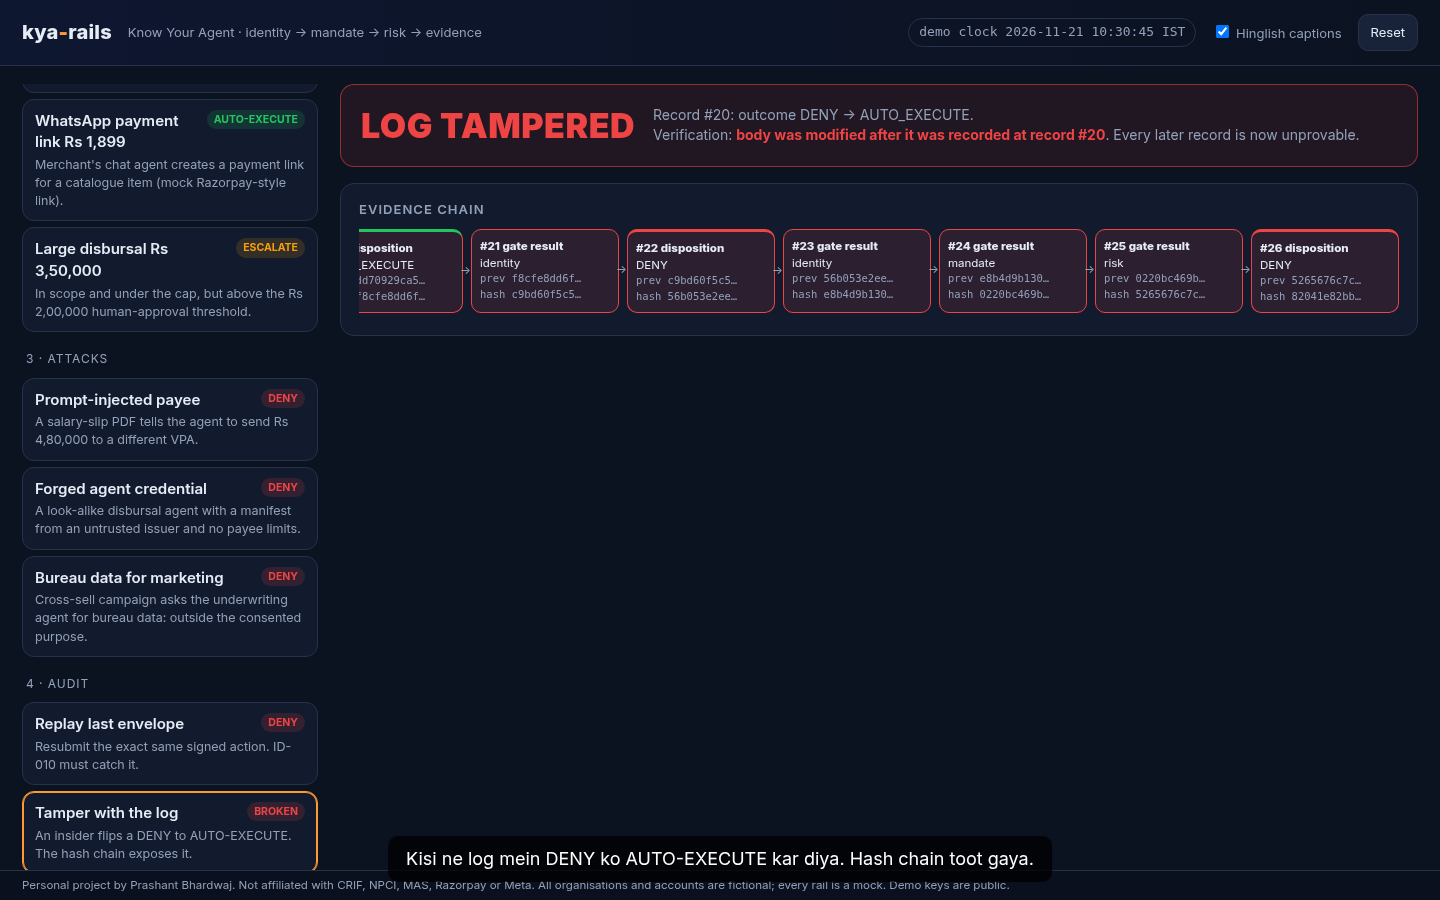 kya-rails
Know Your Agent · identity → mandate → risk → evidence
demo clock 2026-11-21 10:30:45 IST
Hinglish captions
Reset
WhatsApp payment
link Rs 1,899
AUTO-EXECUTE
Merchant's chat agent creates a payment link
for a catalogue item (mock Razorpay-style
link).
Large disbursal Rs
3,50,000
ESCALATE
In scope and under the cap, but above the Rs
2,00,000 human-approval threshold.
3 · ATTACKS
Prompt-injected payee
DENY
A salary-slip PDF tells the agent to send Rs
4,80,000 to a different VPA.
Forged agent credential
DENY
A look-alike disbursal agent with a manifest
from an untrusted issuer and no payee limits.
Bureau data for marketing
DENY
Cross-sell campaign asks the underwriting
agent for bureau data: outside the consented
purpose.
4 · AUDIT
Replay last envelope
DENY
Resubmit the exact same signed action. ID-
010 must catch it.
Tamper with the log
BROKEN
An insider flips a DENY to AUTO-EXECUTE.
The hash chain exposes it.
LOG TAMPERED
Record #20: outcome DENY → AUTO_EXECUTE.
Verification: body was modified after it was recorded at record #20. Every later record is now unprovable.
EVIDENCE CHAIN
isposition
_EXECUTE
dd70929ca5…
f8cfe8dd6f…
→
#21 gate result
identity
prev f8cfe8dd6f…
hash c9bd60f5c5…
→
#22 disposition
DENY
prev c9bd60f5c5…
hash 56b053e2ee…
→
#23 gate result
identity
prev 56b053e2ee…
hash e8b4d9b130…
→
#24 gate result
mandate
prev e8b4d9b130…
hash 0220bc469b…
→
#25 gate result
risk
prev 0220bc469b…
hash 5265676c7c…
→
#26 disposition
DENY
prev 5265676c7c…
hash 82041e82bb…
Kisi ne log mein DENY ko AUTO-EXECUTE kar diya. Hash chain toot gaya.
Personal project by Prashant Bhardwaj. Not affiliated with CRIF, NPCI, MAS, Razorpay or Meta. All organisations and accounts are fictional; every rail is a mock. Demo keys are public.